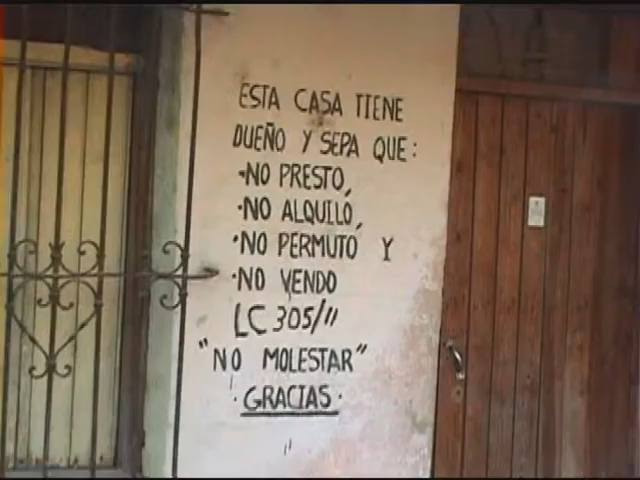 ESTA CASA TIENE
DUEÑO Y SEPA QUE:
·NO PRESTO,
·NO ALQUILO,
·NO PERMUTO Y
·NO VENDO
LC 305/11
"NO MOLESTAR"
·GRACIAS·